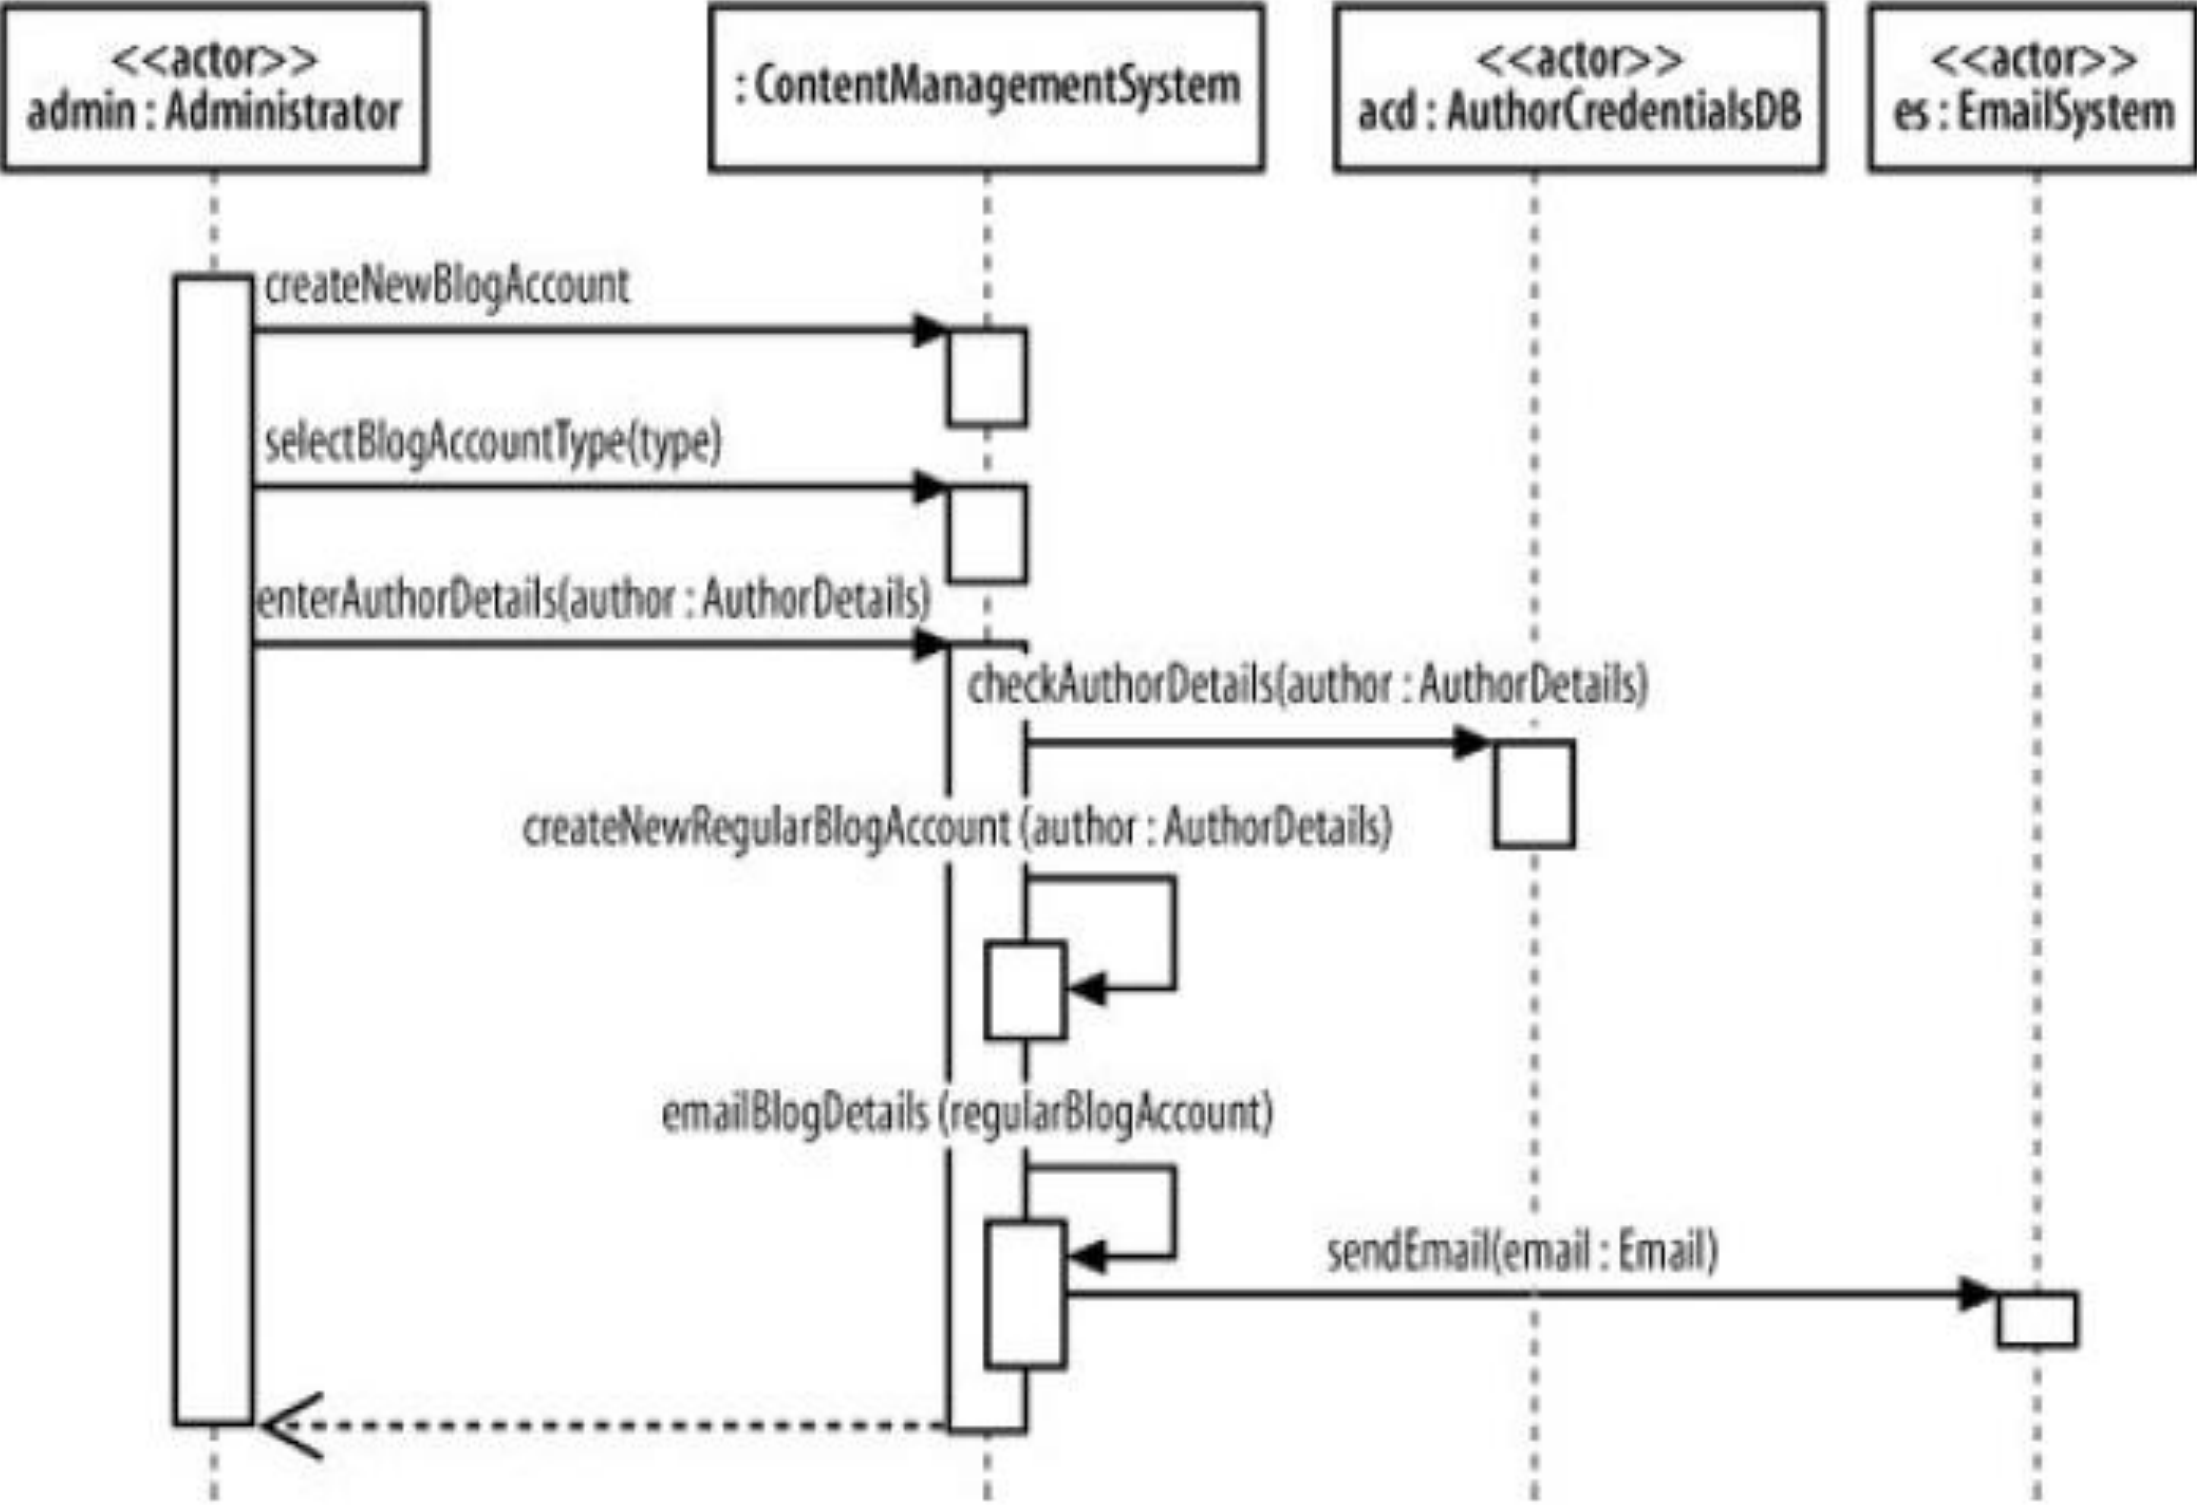 <<actor>>
admin : Administrator
: ContentManagementSystem
<<actor>>
acd : AuthorCredentialsDB
<<actor>>
es : EmailSystem
createNewBlogAccount
selectBlogAccountType(type)
enterAuthorDetails(author : AuthorDetails)
checkAuthorDetails(author : AuthorDetails)
createNewRegularBlogAccount (author : AuthorDetails)
emailBlogDetails (regularBlogAccount)
sendEmail(email : Email)